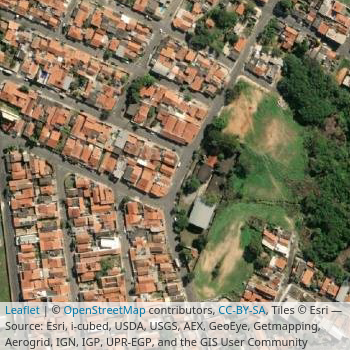 Leaflet | © OpenStreetMap contributors, CC-BY-SA, Tiles © Esri —
Source: Esri, i-cubed, USDA, USGS, AEX, GeoEye, Getmapping,
Aerogrid, IGN, IGP, UPR-EGP, and the GIS User Community